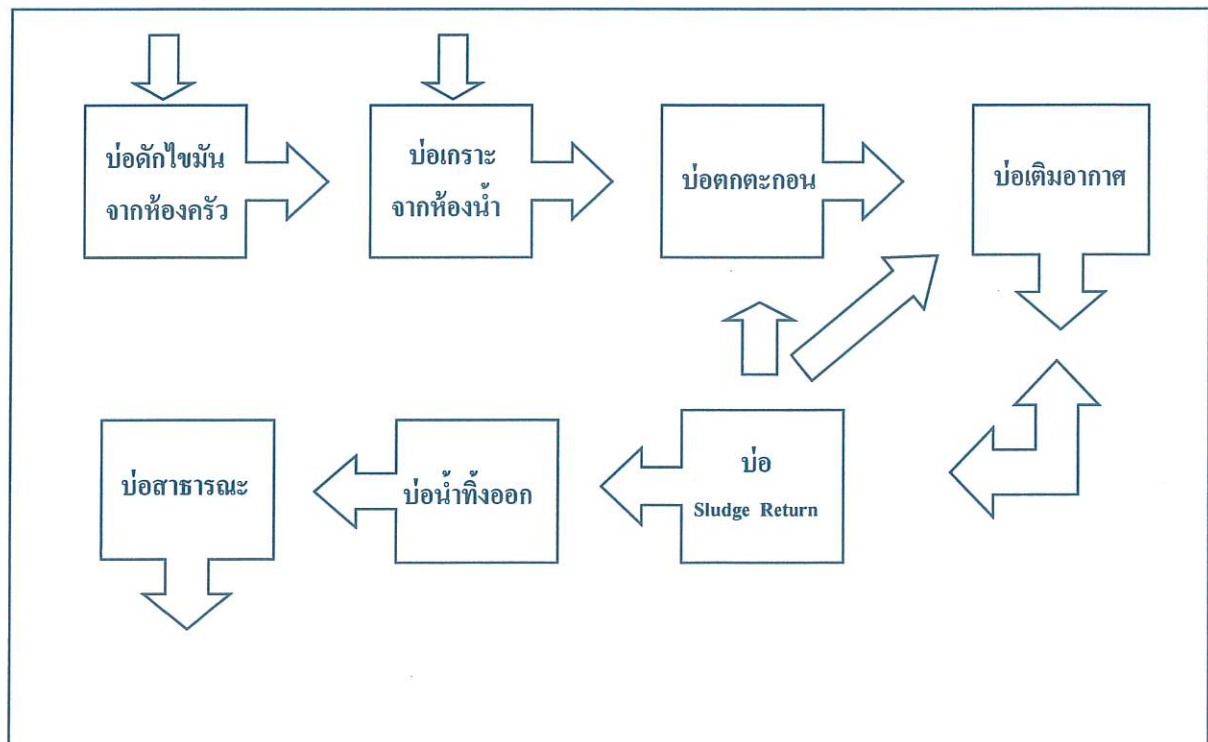 บ่อดักไขมัน
จากห้องครัว
บ่อเกราะ
จากห้องน้ำ
บ่อตกตะกอน
บ่อเติมอากาศ
บ่อสาธารณะ
บ่อน้ำทิ้งออก
บ่อ
Sludge Return